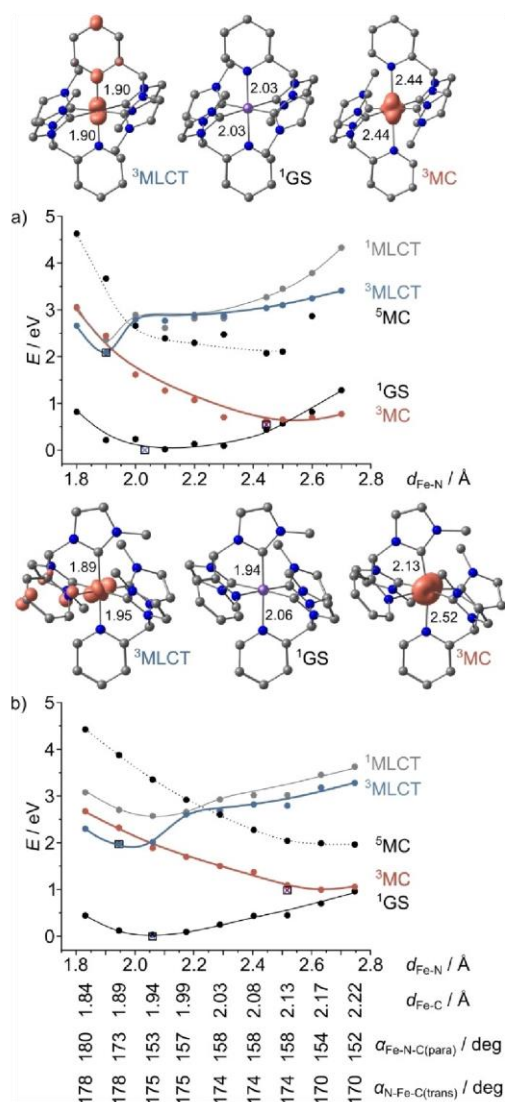 1.90
2.03
2.44
1.90
2.03
2.44
³MLCT
¹GS
³MC
a)
5
4
3
2
1
0
E / eV
¹MLCT
³MLCT
⁵MC
¹GS
³MC
1.8 2.0 2.2 2.4 2.6 2.8
d_Fe-N / Å
1.89
1.94
2.13
1.95
2.06
2.52
³MLCT
¹GS
³MC
b)
5
4
3
2
1
0
E / eV
¹MLCT
³MLCT
⁵MC
³MC
¹GS
1.8 2.0 2.2 2.4 2.6 2.8
d_Fe-N / Å
1.84 1.89 1.94 1.99 2.03 2.08 2.13 2.17 2.22
d_Fe-C / Å
180 173 153 157 158 158 158 154 152
α_Fe-N-C(para) / deg
178 178 175 175 174 174 174 170 170
α_N-Fe-C(trans) / deg